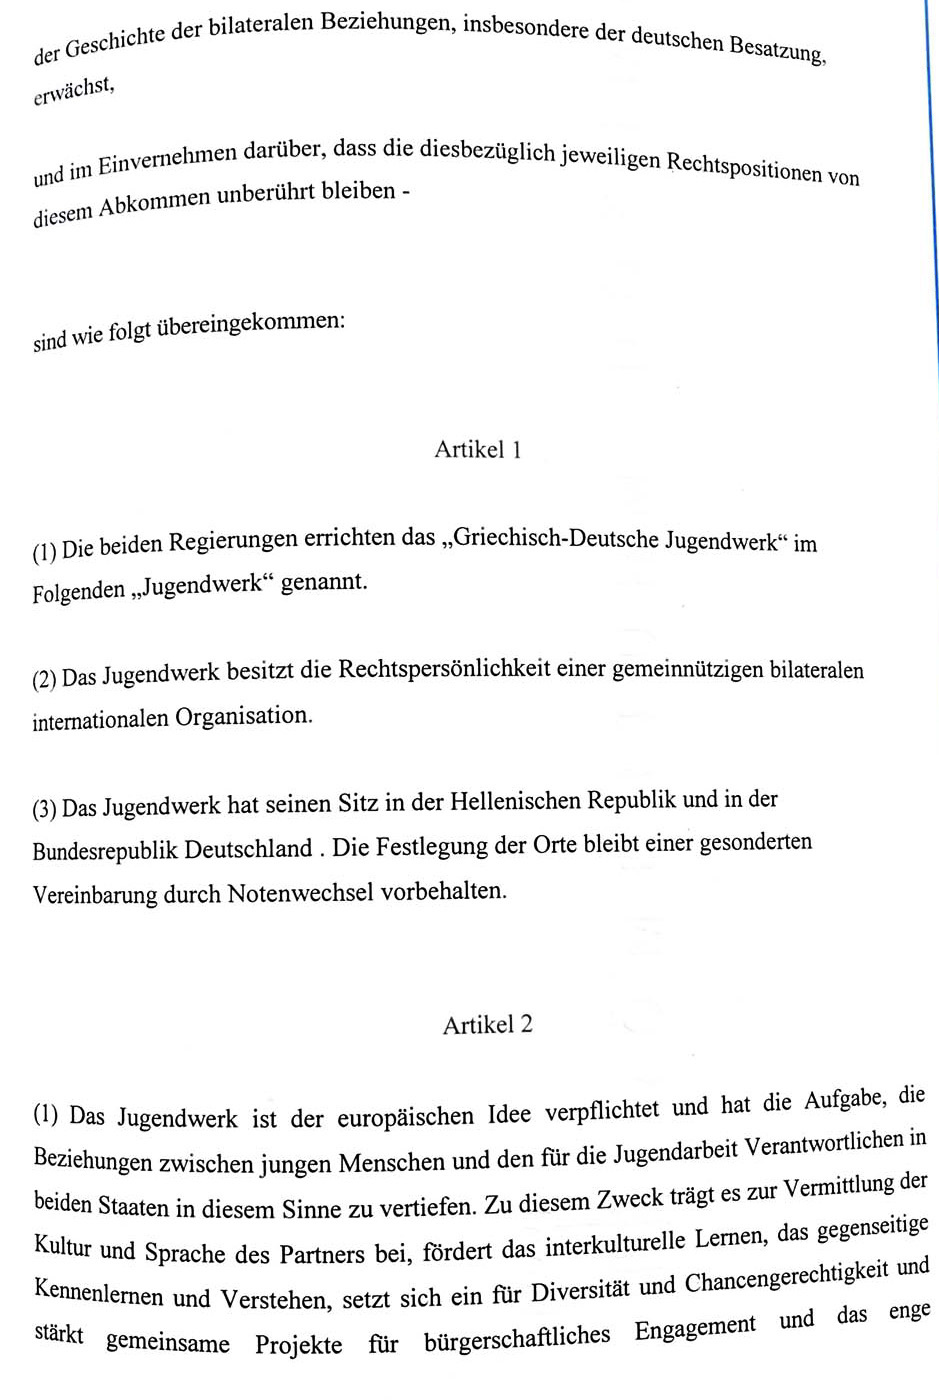 der Geschichte der bilateralen Beziehungen, insbesondere der deutschen Besatzung,
erwächst,
und im Einvernehmen darüber, dass die diesbezüglich jeweiligen Rechtspositionen von
diesem Abkommen unberührt bleiben -
sind wie folgt übereingekommen:
Artikel 1
(1) Die beiden Regierungen errichten das „Griechisch-Deutsche Jugendwerk“ im
Folgenden „Jugendwerk“ genannt.
(2) Das Jugendwerk besitzt die Rechtspersönlichkeit einer gemeinnützigen bilateralen
internationalen Organisation.
(3) Das Jugendwerk hat seinen Sitz in der Hellenischen Republik und in der
Bundesrepublik Deutschland . Die Festlegung der Orte bleibt einer gesonderten
Vereinbarung durch Notenwechsel vorbehalten.
Artikel 2
(1) Das Jugendwerk ist der europäischen Idee verpflichtet und hat die Aufgabe, die
Beziehungen zwischen jungen Menschen und den für die Jugendarbeit Verantwortlichen in
beiden Staaten in diesem Sinne zu vertiefen. Zu diesem Zweck trägt es zur Vermittlung der
Kultur und Sprache des Partners bei, fördert das interkulturelle Lernen, das gegenseitige
Kennenlernen und Verstehen, setzt sich ein für Diversität und Chancengerechtigkeit und
stärkt gemeinsame Projekte für bürgerschaftliches Engagement und das enge